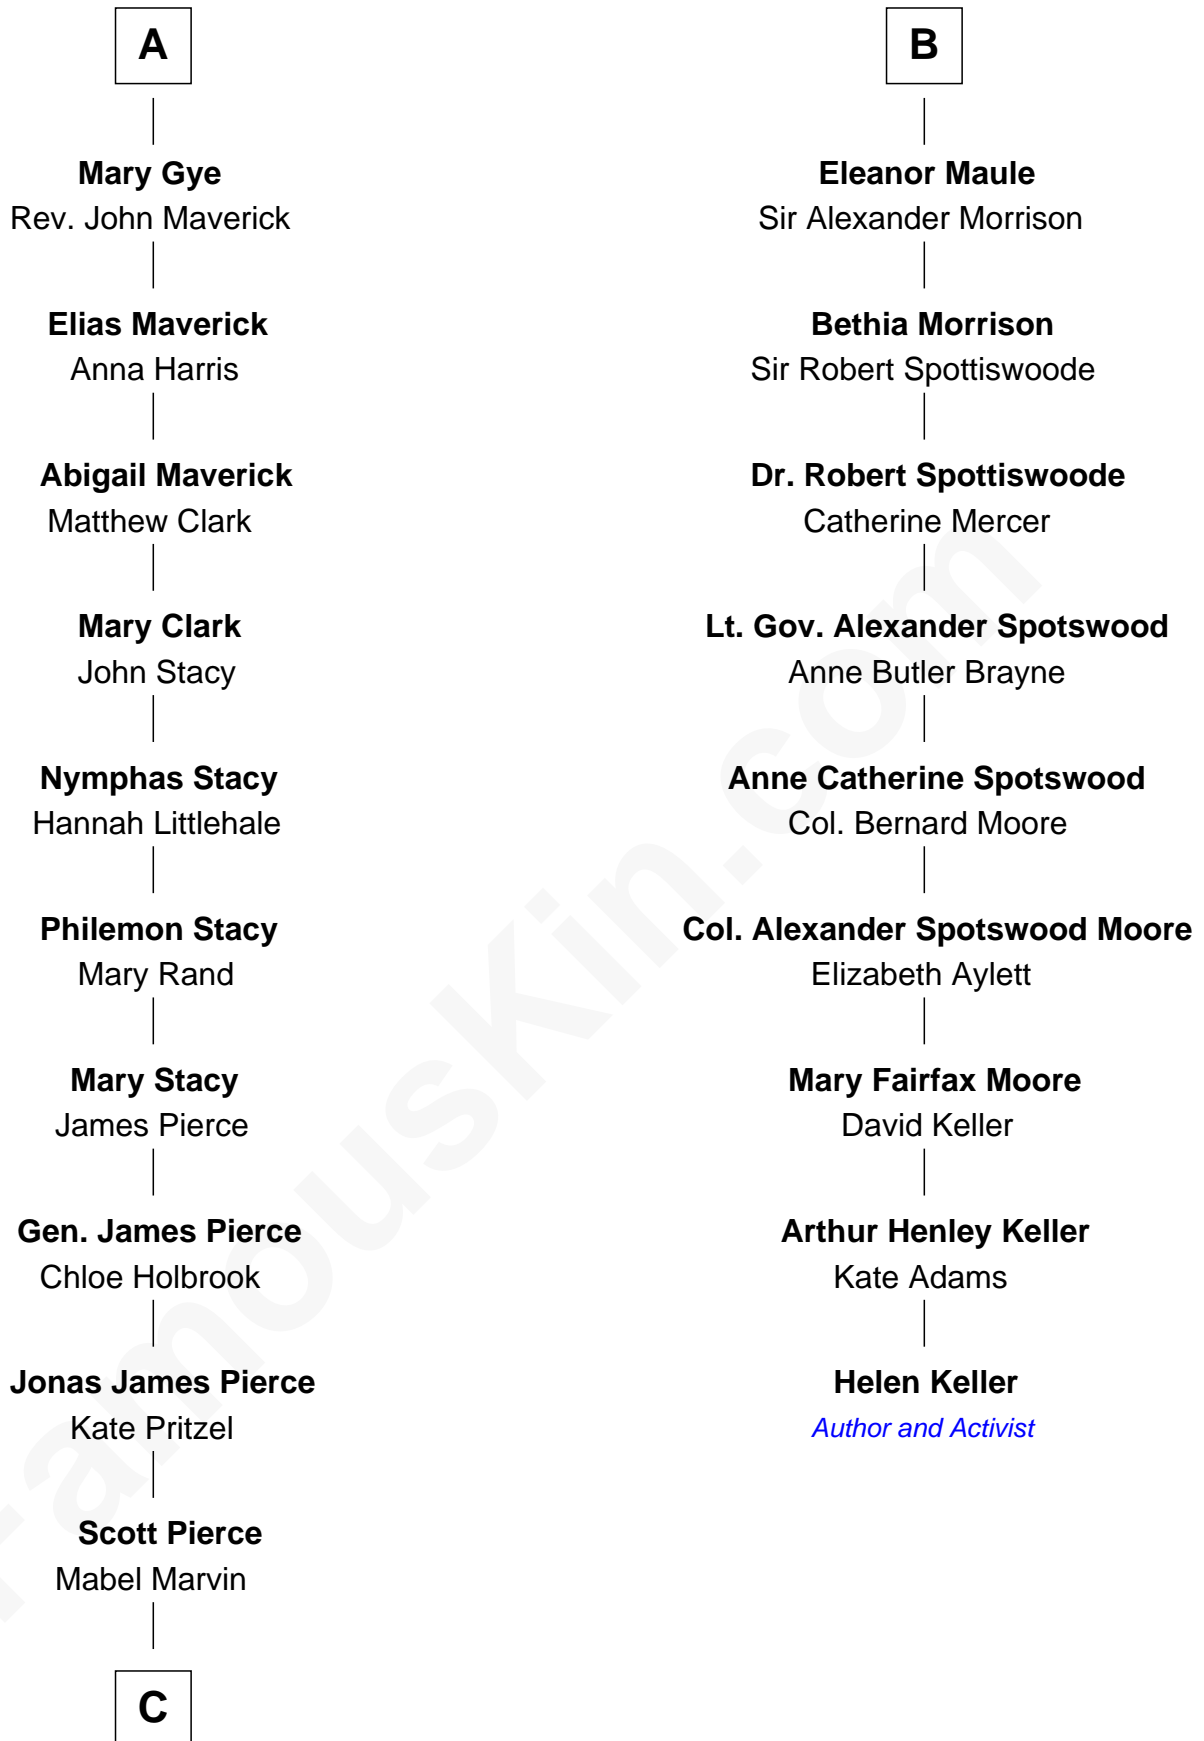 A
Mary Gye
Rev. John Maverick
Elias Maverick
Anna Harris
Abigail Maverick
Matthew Clark
Mary Clark
John Stacy
Nymphas Stacy
Hannah Littlehale
Philemon Stacy
Mary Rand
Mary Stacy
James Pierce
Gen. James Pierce
Chloe Holbrook
Jonas James Pierce
Kate Pritzel
Scott Pierce
Mabel Marvin
C
B
Eleanor Maule
Sir Alexander Morrison
Bethia Morrison
Sir Robert Spottiswoode
Dr. Robert Spottiswoode
Catherine Mercer
Lt. Gov. Alexander Spotswood
Anne Butler Brayne
Anne Catherine Spotswood
Col. Bernard Moore
Col. Alexander Spotswood Moore
Elizabeth Aylett
Mary Fairfax Moore
David Keller
Arthur Henley Keller
Kate Adams
Helen Keller
Author and Activist
FamousKin.com